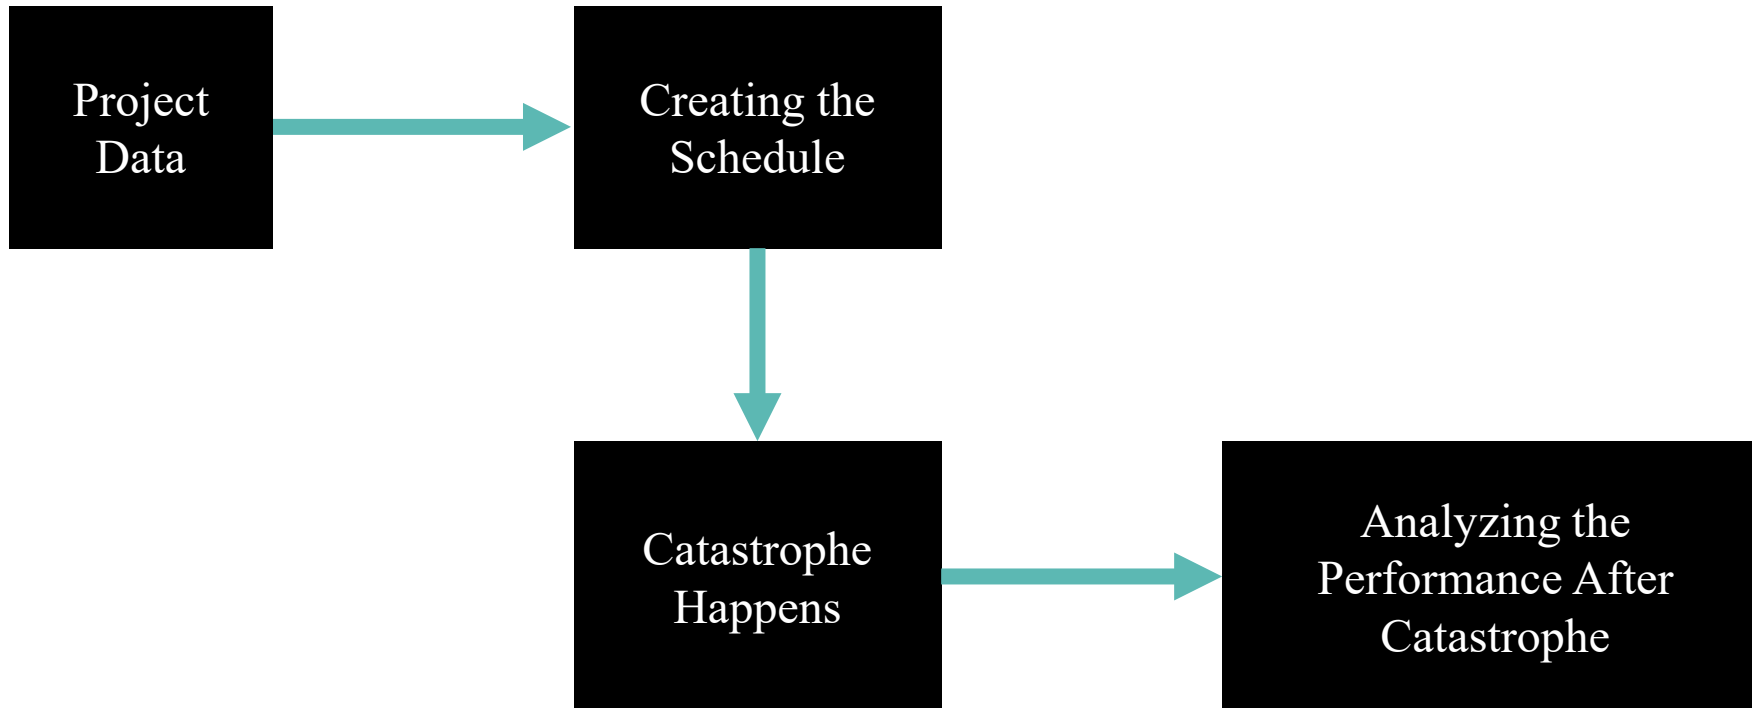 Project
Data
Creating the
Schedule
Catastrophe
Happens
Analyzing the
Performance After
Catastrophe